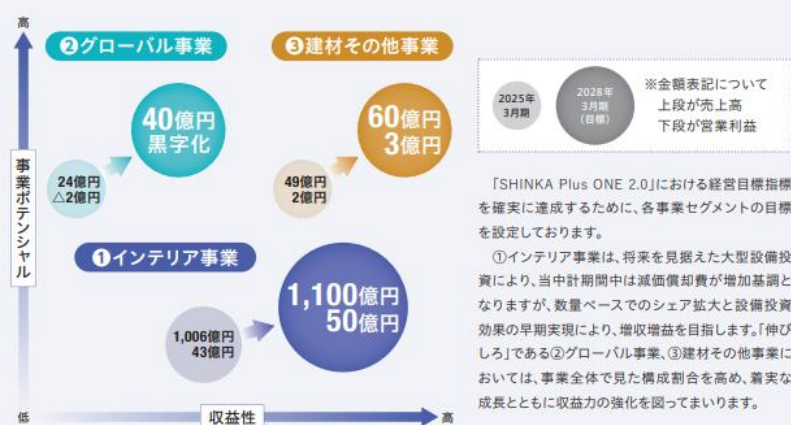 高
❷グローバル事業
❸建材その他事業
40億円
黒字化
24億円
△2億円
60億円
3億円
49億円
2億円
事業ポテンシャル
❶インテリア事業
1,100億円
50億円
1,006億円
43億円
低
収益性
高
2025年
3月期
2028年
3月期
(目標)
※金額表記について
上段が売上高
下段が営業利益
「SHINKA Plus ONE 2.0」における経営目標指標
を確実に達成するために、各事業セグメントの目標
を設定しております。
①インテリア事業は、将来を見据えた大型設備投
資により、当中計期間中は減価償却費が増加基調と
なりますが、数量ベースでのシェア拡大と設備投資
効果の早期実現により、増収増益を目指します。「伸び
しろ」である②グローバル事業、③建材その他事業に
おいては、事業全体で見た構成割合を高め、着実な
成長とともに収益力の強化を図ってまいります。